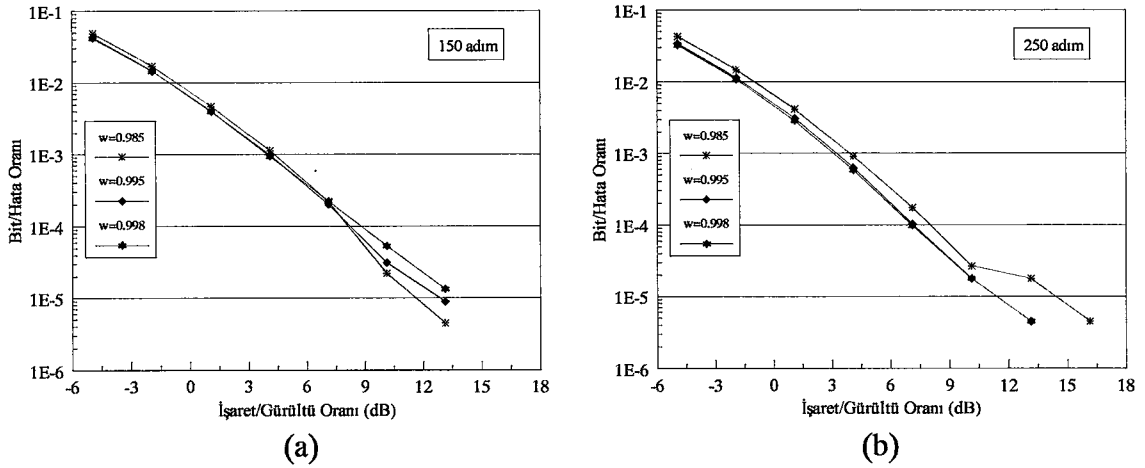 1E-1
1E-2
1E-3
1E-4
1E-5
1E-6
Bit/Hata Oranı
150 adım
w=0.985
w=0.995
w=0.998
-6 -3 0 3 6 9 12 15 18
İşaret/Gürültü Oranı (dB)
(a)
1E-1
1E-2
1E-3
1E-4
1E-5
1E-6
Bit/Hata Oranı
250 adım
w=0.985
w=0.995
w=0.998
-6 -3 0 3 6 9 12 15 18
İşaret/Gürültü Oranı (dB)
(b)